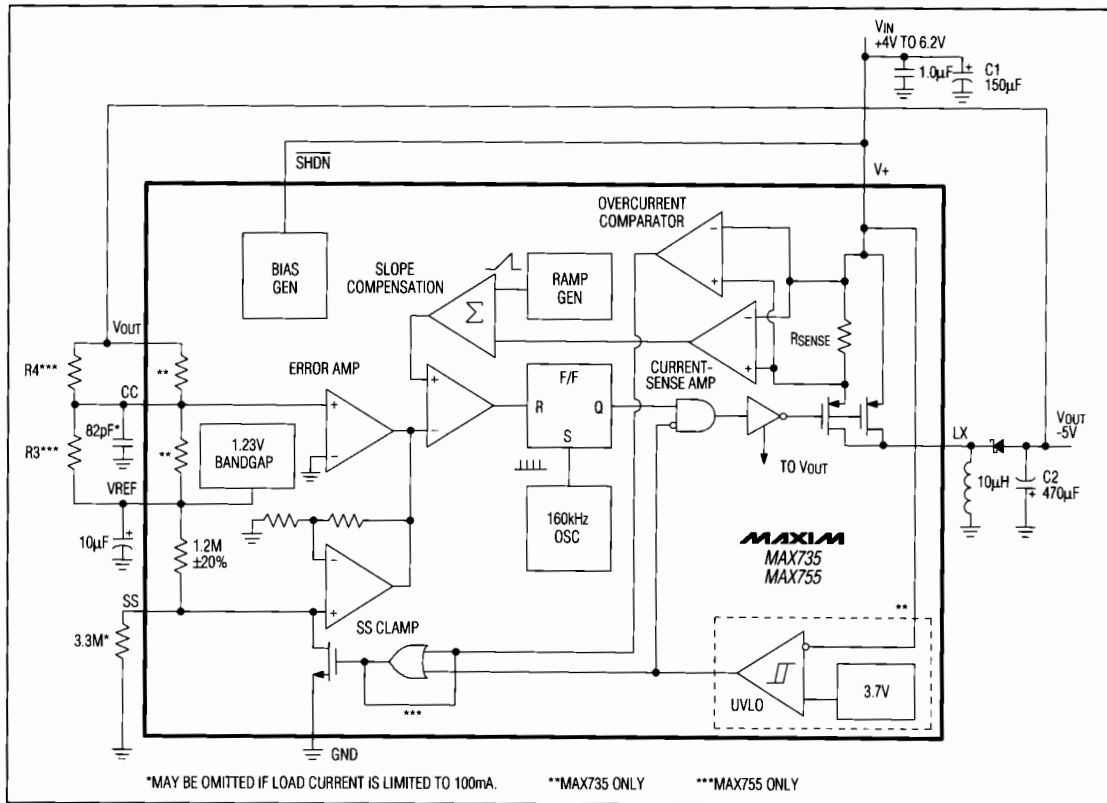 VIN
+4V TO 6.2V
1.0µF
+
C1
150µF
SHDN
V+
OVERCURRENT
COMPARATOR
BIAS
GEN
SLOPE
COMPENSATION
RAMP
GEN
Σ
−
+
−
+
RSENSE
VOUT
R4***
**
ERROR AMP
F/F
CURRENT-
SENSE AMP
CC
+
−
+
−
R
Q
S
82pF*
R3***
**
1.23V
BANDGAP
TO VOUT
LX
VOUT
-5V
VREF
10µH
C2
470µF
+
10µF
+
1.2M
±20%
160kHz
OSC
MAXIM
MAX735
MAX755
−
+
SS
SS CLAMP
3.3M*
**
UVLO
3.7V
***
GND
*MAY BE OMITTED IF LOAD CURRENT IS LIMITED TO 100mA. **MAX735 ONLY ***MAX755 ONLY